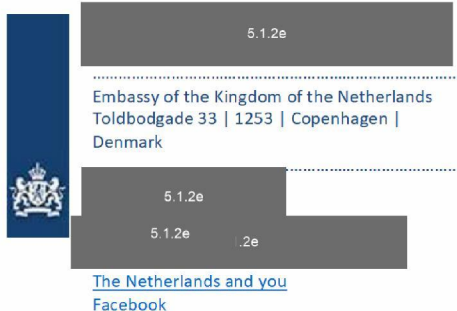 5.1.2e
Embassy of the Kingdom of the Netherlands
Toldbodgade 33 | 1253 | Copenhagen |
Denmark
5.1.2e
5.1.2e .2e
The Netherlands and you
Facebook